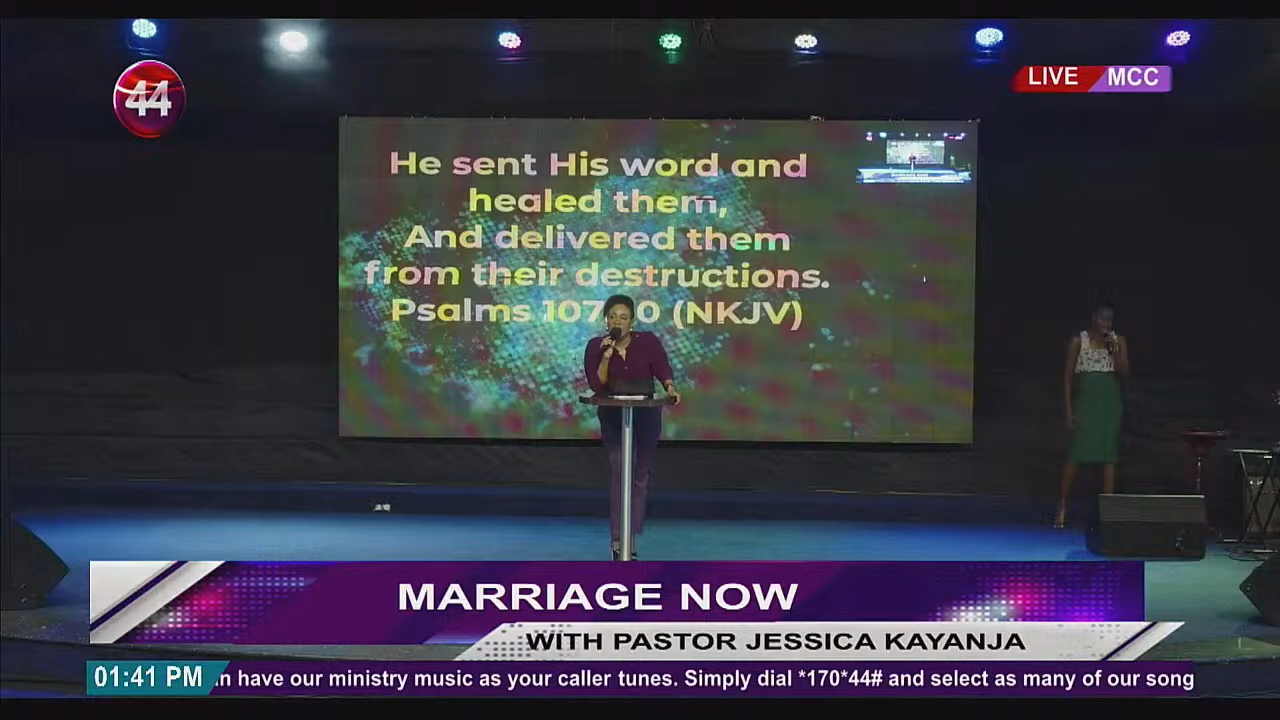 44
LIVE MCC
He sent His word and
healed them,
And delivered them
from their destructions.
Psalms 107 0 (NKJV)
MARRIAGE NOW
WITH PASTOR JESSICA KAYANJA
01:41 PM n have our ministry music as your caller tunes. Simply dial *170*44# and select as many of our song